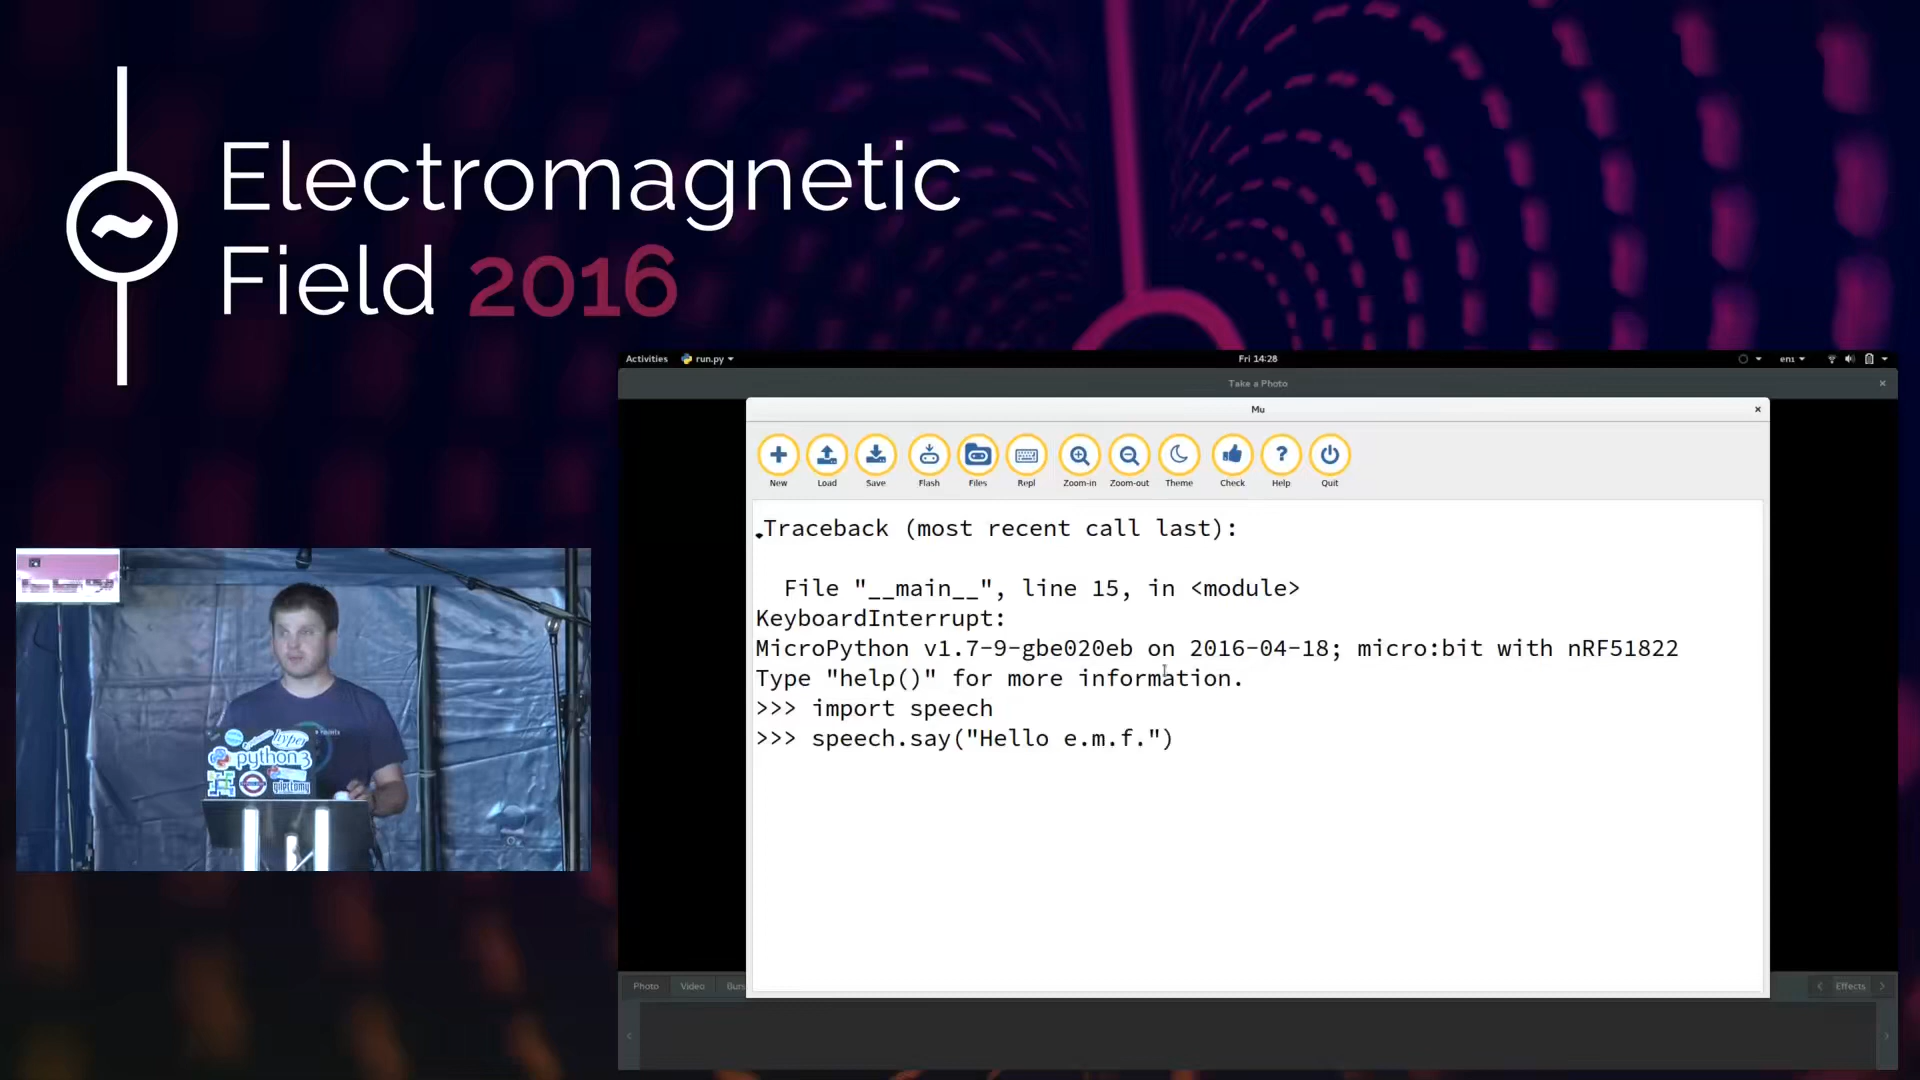 Electromagnetic
Field 2016
Activities run.py Fri 14:28 en1
Take a Photo
Mu
New Load Save Flash Files Repl Zoom-in Zoom-out Theme Check Help Quit
Traceback (most recent call last):
File "__main__", line 15, in <module>
KeyboardInterrupt:
MicroPython v1.7-9-gbe020eb on 2016-04-18; micro:bit with nRF51822
Type "help()" for more information.
>>> import speech
>>> speech.say("Hello e.m.f.")
hyper
python3
Photo Video Effects